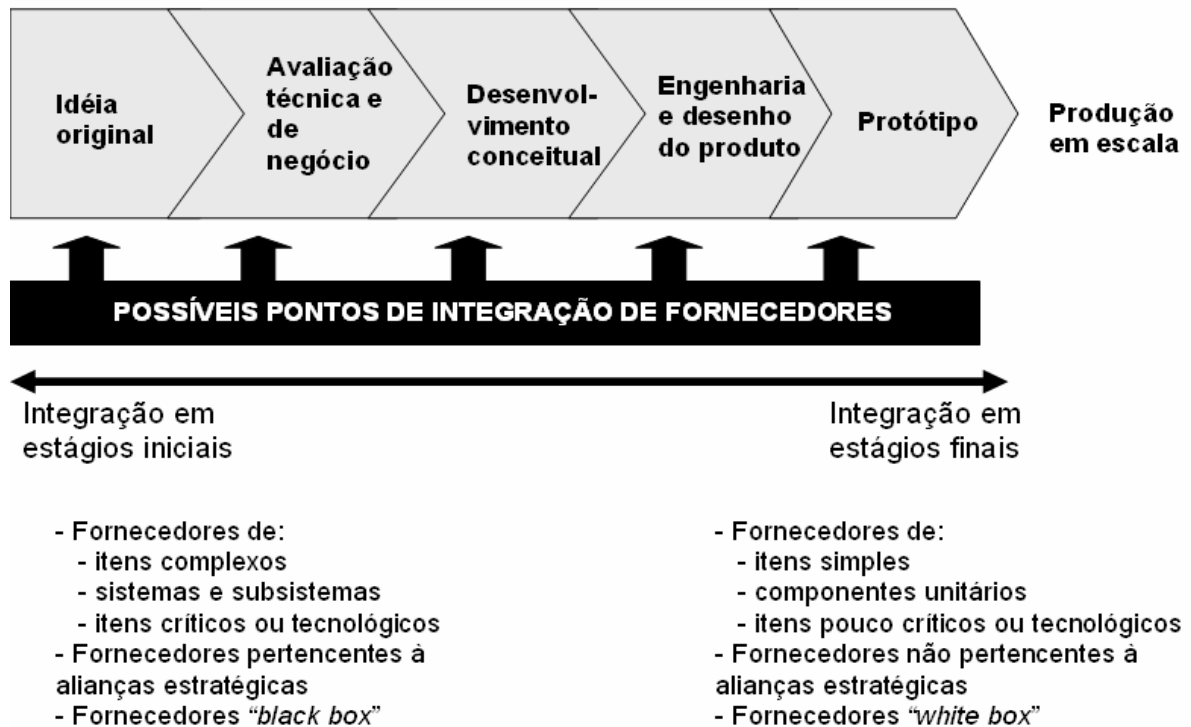 Idéia
original
Avaliação
técnica e
de
negócio
Desenvol-
vimento
conceitual
Engenharia
e desenho
do produto
Protótipo
Produção
em escala
POSSÍVEIS PONTOS DE INTEGRAÇÃO DE FORNECEDORES
Integração em
estágios iniciais
Integração em
estágios finais
- Fornecedores de:
- itens complexos
- sistemas e subsistemas
- itens críticos ou tecnológicos
- Fornecedores pertencentes à
alianças estratégicas
- Fornecedores “black box”
- Fornecedores de:
- itens simples
- componentes unitários
- itens pouco críticos ou tecnológicos
- Fornecedores não pertencentes à
alianças estratégicas
- Fornecedores “white box”